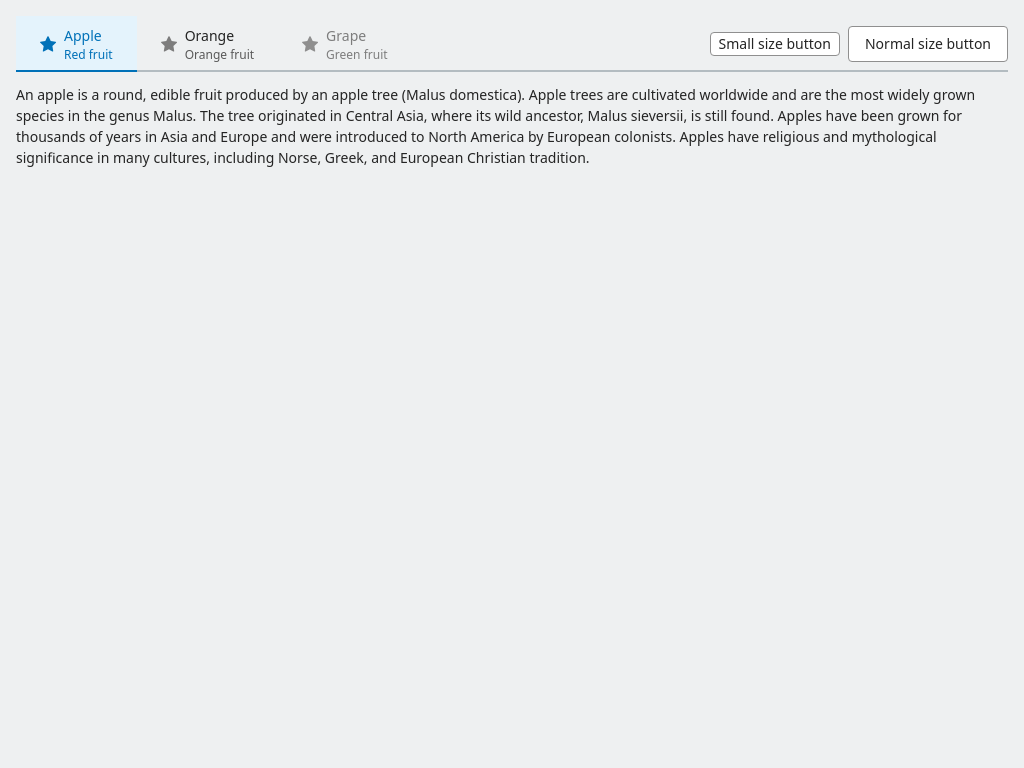 Apple
Red fruit
Orange
Orange fruit
Grape
Green fruit
Small size button
Normal size button
An apple is a round, edible fruit produced by an apple tree (Malus domestica). Apple trees are cultivated worldwide and are the most widely grown
species in the genus Malus. The tree originated in Central Asia, where its wild ancestor, Malus sieversii, is still found. Apples have been grown for
thousands of years in Asia and Europe and were introduced to North America by European colonists. Apples have religious and mythological
significance in many cultures, including Norse, Greek, and European Christian tradition.